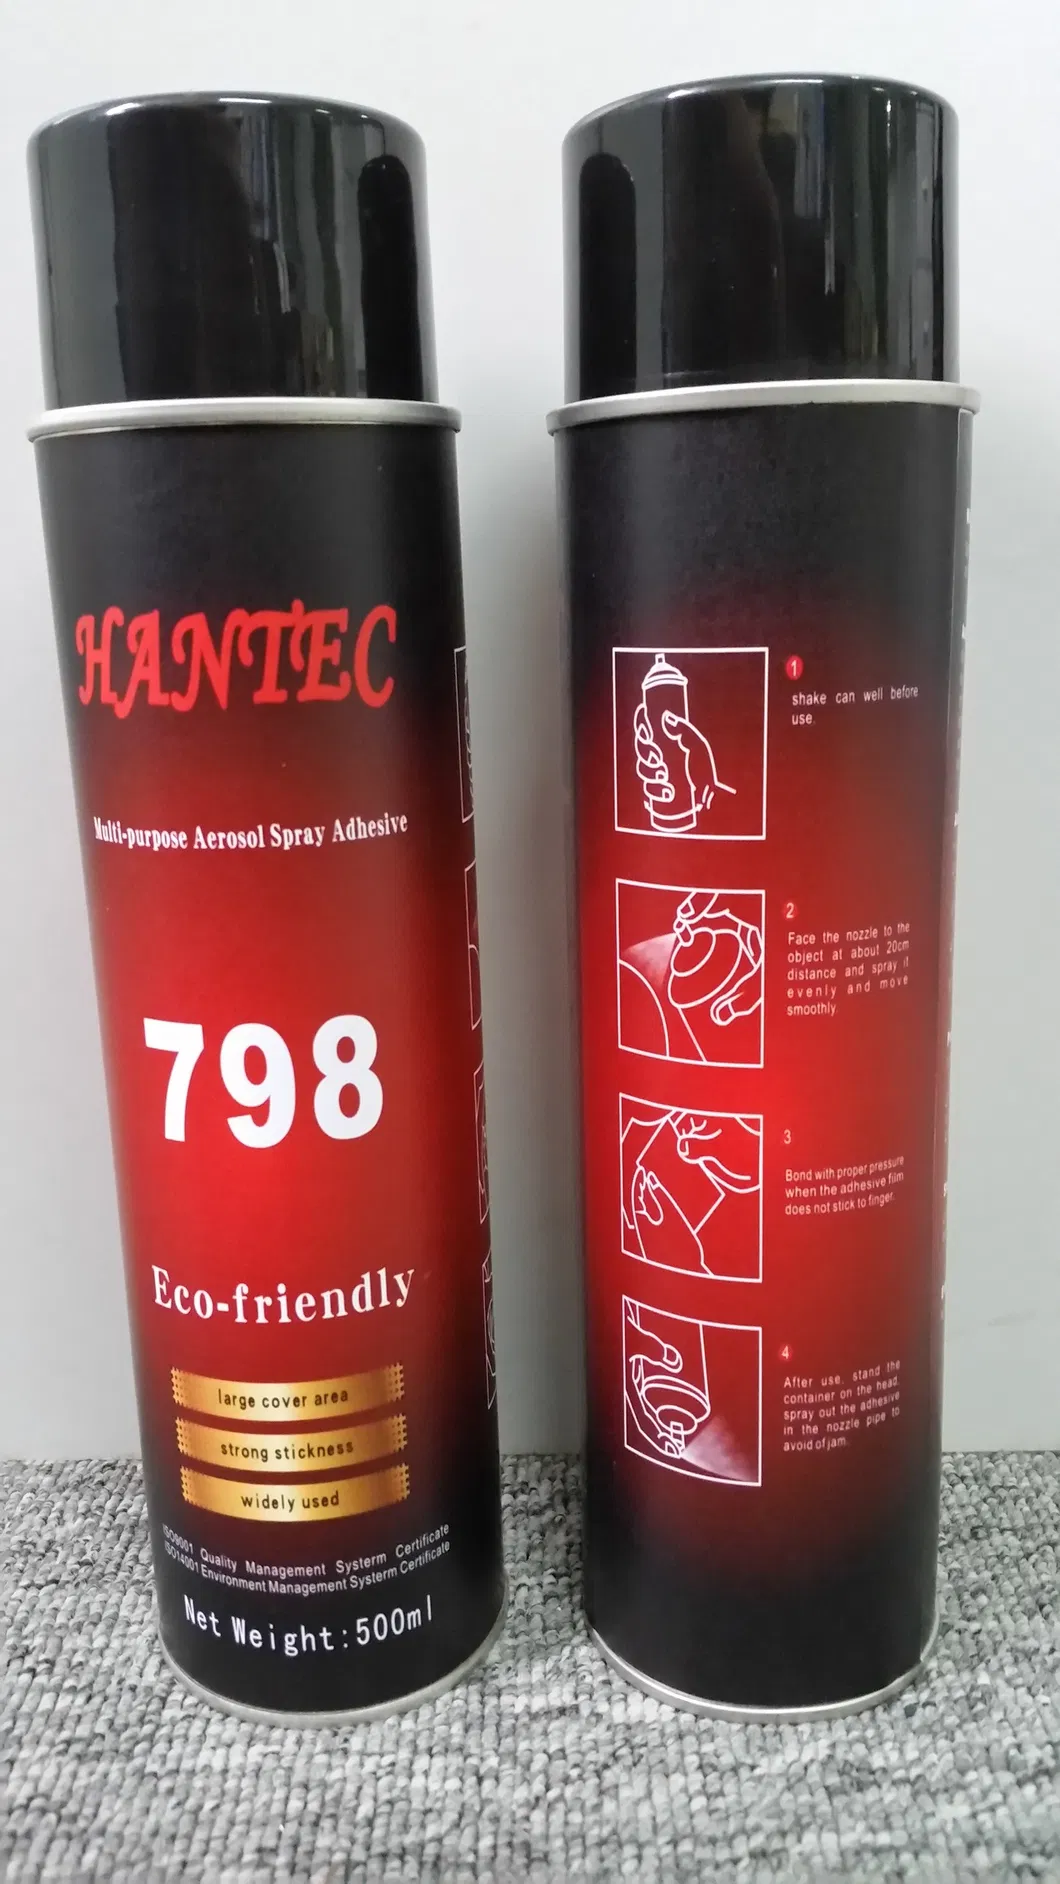 HANTEC
Multi-purpose Aerosol Spray Adhesive
798
Eco-friendly
large cover area
strong stickness
widely used
ISO9001 Quality Management Systerm Certificate
ISO14001 Environment Management Systerm Certificate
Net Weight:500ml
1
shake can well before
use.
2
Face the nozzle to the
object at about 20cm
distance and spray it
evenly and move
smoothly.
3
Bond with proper pressure
when the adhesive film
does not stick to finger.
4
After use, stand the
container on the head,
spray out the adhesive
in the nozzle pipe to
avoid of jam.